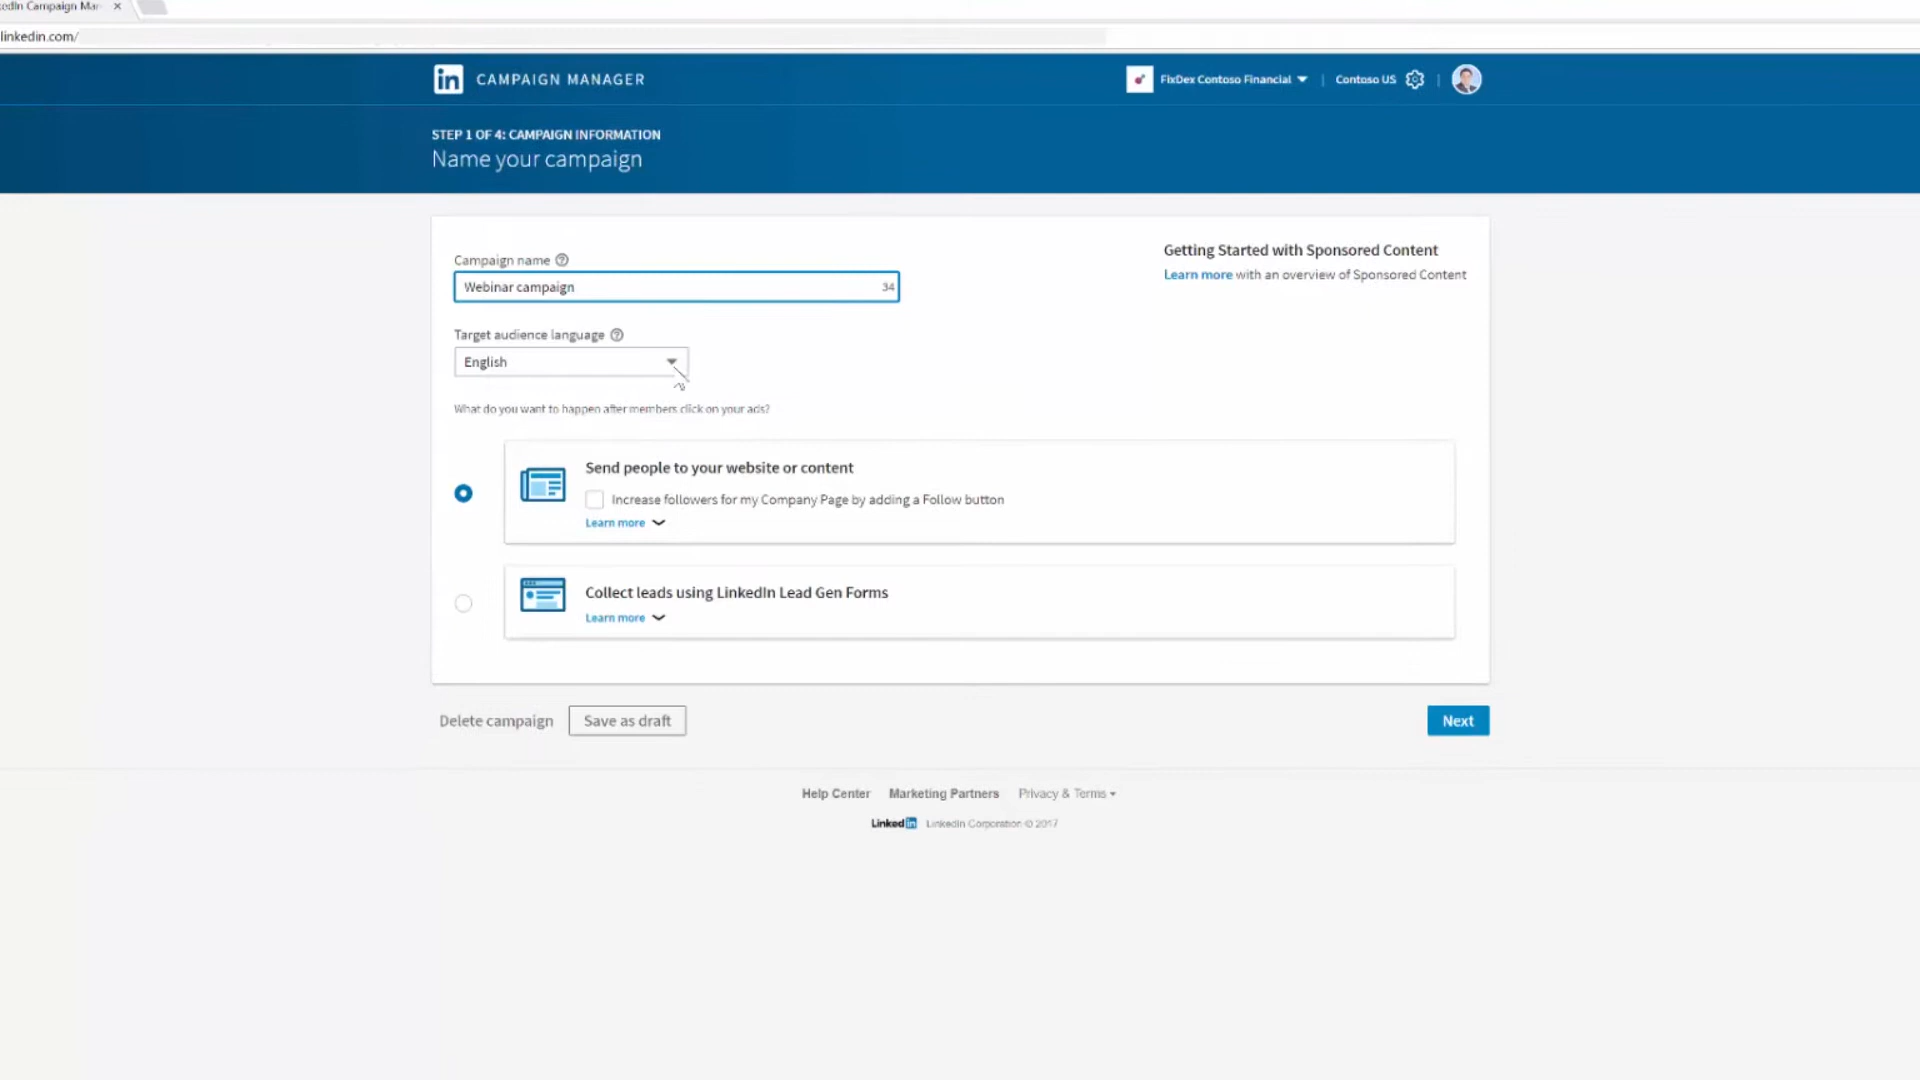 edIn Campaign Man
linkedin.com/
in CAMPAIGN MANAGER
FixDex Contoso Financial
Contoso US
STEP 1 OF 4: CAMPAIGN INFORMATION
Name your campaign
Campaign name
Webinar campaign 34
Getting Started with Sponsored Content
Learn more with an overview of Sponsored Content
Target audience language
English
What do you want to happen after members click on your ads?
Send people to your website or content
Increase followers for my Company Page by adding a Follow button
Learn more
Collect leads using LinkedIn Lead Gen Forms
Learn more
Delete campaign
Save as draft
Next
Help Center Marketing Partners Privacy & Terms
Linked in LinkedIn Corporation © 2017